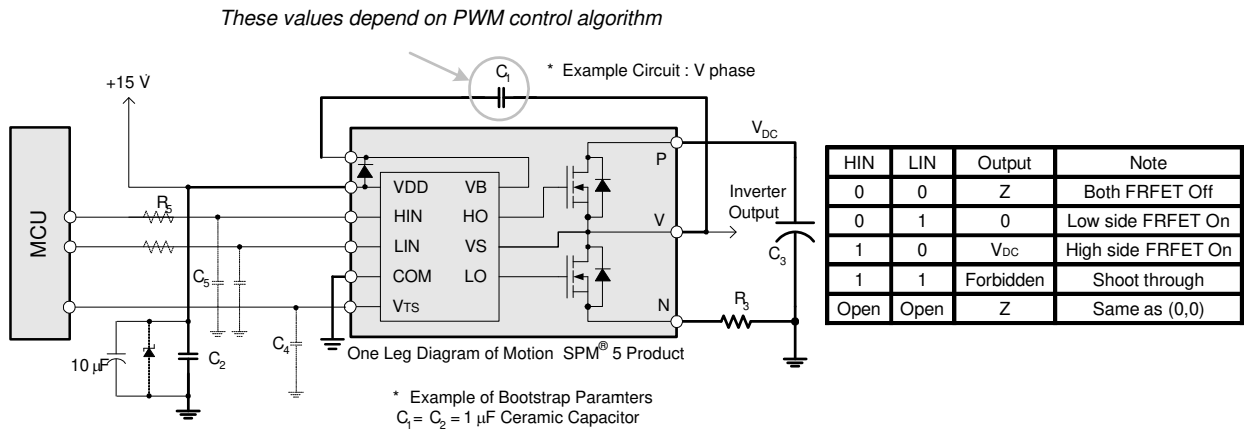 These values depend on PWM control algorithm
C1
* Example Circuit : V phase
+15 V
MCU
R5
C5
C4
10 µF
C2
VDD
HIN
LIN
COM
VTS
VB
HO
VS
LO
P
V
N
VDC
Inverter
Output
C3
R3
One Leg Diagram of Motion SPM® 5 Product
* Example of Bootstrap Paramters
C1 = C2 = 1 µF Ceramic Capacitor
HIN LIN Output Note
0 0 Z Both FRFET Off
0 1 0 Low side FRFET On
1 0 VDC High side FRFET On
1 1 Forbidden Shoot through
Open Open Z Same as (0,0)